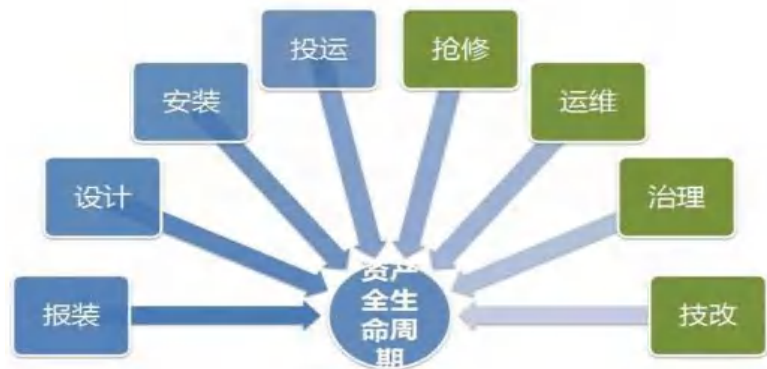 投运
抢修
安装
运维
设计
治理
报装
技改
资产
全生
命周
期